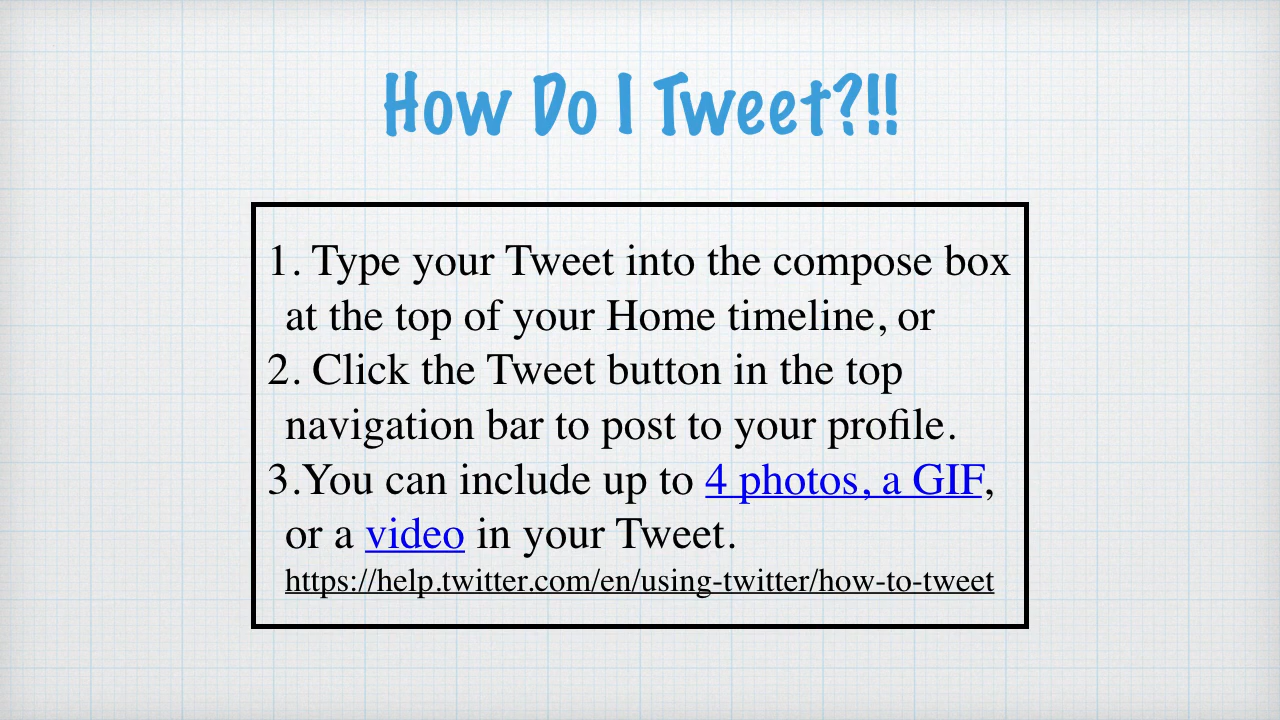 How Do I Tweet?!!
1. Type your Tweet into the compose box
at the top of your Home timeline, or
2. Click the Tweet button in the top
navigation bar to post to your profile.
3.You can include up to 4 photos, a GIF,
or a video in your Tweet.
https://help.twitter.com/en/using-twitter/how-to-tweet